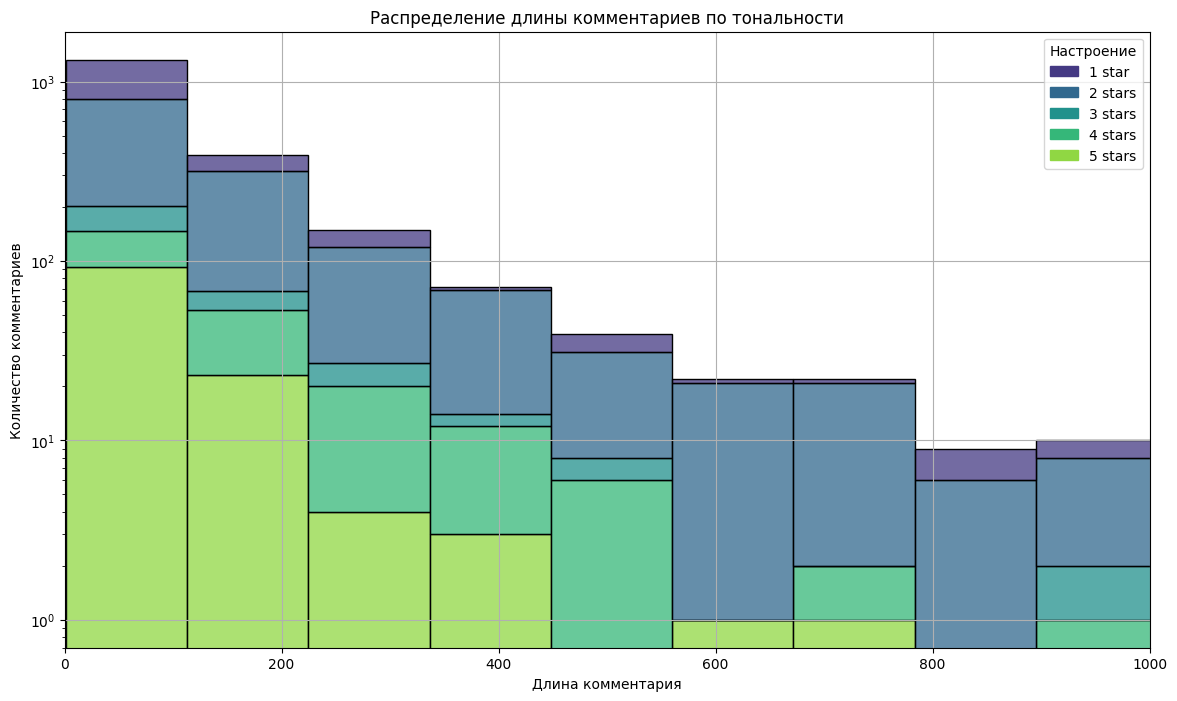 Распределение длины комментариев по тональности
Количество комментариев
10³
10²
10¹
10⁰
Настроение
1 star
2 stars
3 stars
4 stars
5 stars
0 200 400 600 800 1000
Длина комментария